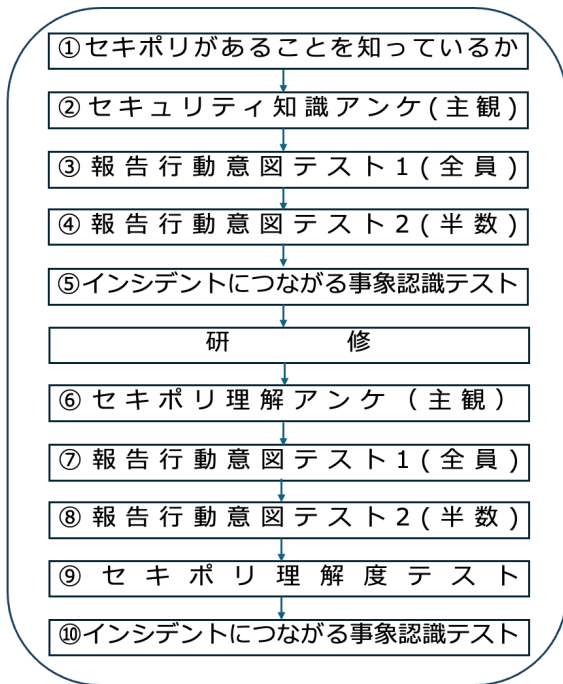 ①セキポリがあることを知っているか
②セキュリティ知識アンケ(主観)
③報告行動意図テスト1(全員)
④報告行動意図テスト2(半数)
⑤インシデントにつながる事象認識テスト
研修
⑥セキポリ理解アンケ（主観）
⑦報告行動意図テスト1(全員)
⑧報告行動意図テスト2(半数)
⑨セキポリ理解度テスト
⑩インシデントにつながる事象認識テスト